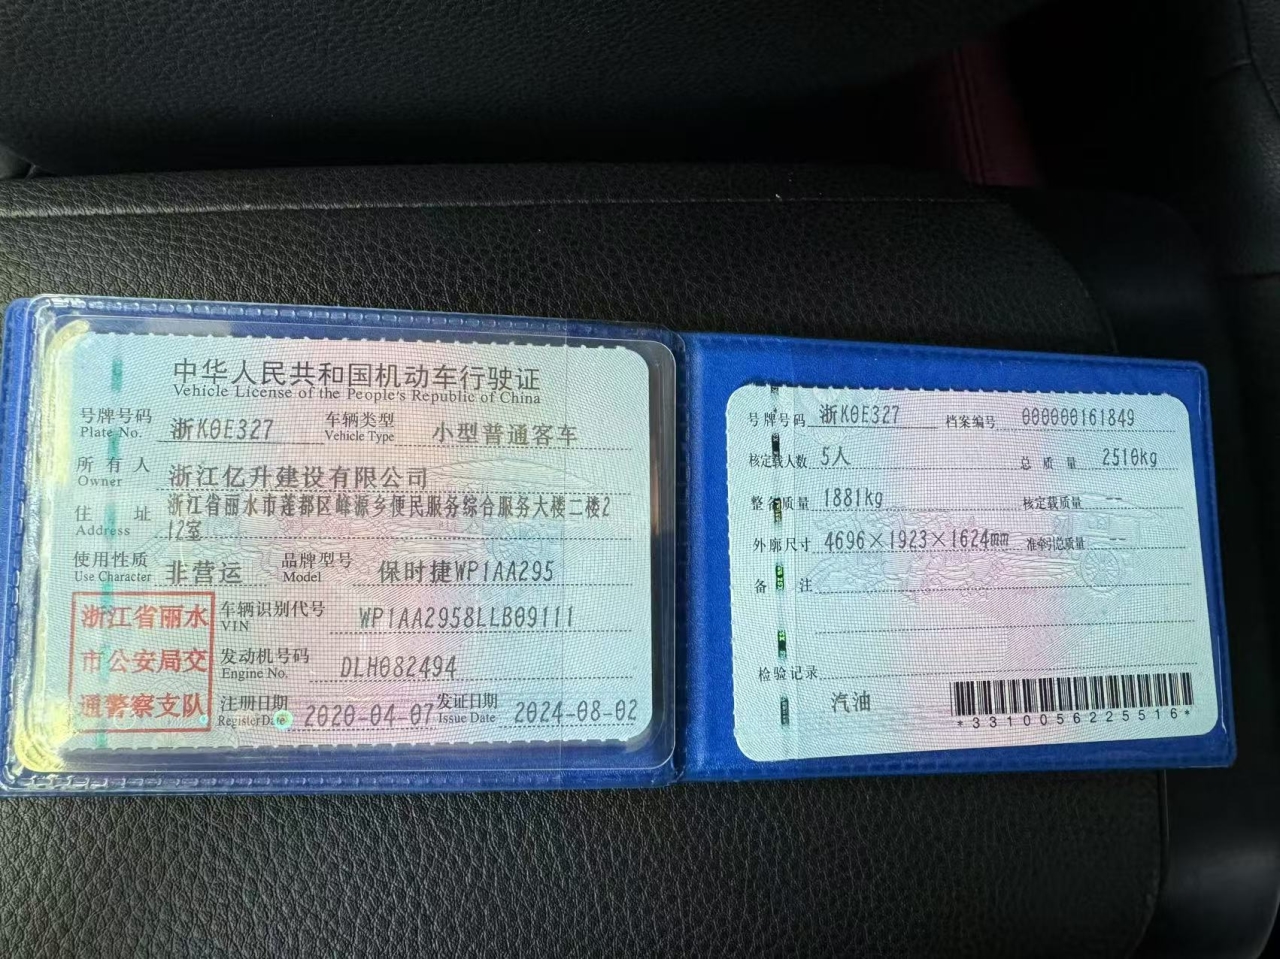 中华人民共和国机动车行驶证
Vehicle License of the People's Republic of China
号牌号码 浙K0E327 车辆类型 小型普通客车
Plate No. Vehicle Type
所有人 浙江亿升建设有限公司
Owner
住址 浙江省丽水市莲都区峰源乡便民服务综合服务大楼二楼2
Address 12室
使用性质 非营运 品牌型号 保时捷WP1AA295
Use Character Model
浙江省丽水
市公安局交
通警察支队
车辆识别代号 WP1AA2958LLB09111
VIN
发动机号码 DLH082494
Engine No.
注册日期 2020-04-07 发证日期 2024-08-02
Register Date Issue Date
号牌号码 浙K0E327 档案编号 000000161849
核定载人数 5人 总质量 2510kg
整备质量 1881kg 核定载质量 --
外廓尺寸 4696×1923×1624mm 准牵引总质量 --
备注
检验记录
汽油
*3310056225516*